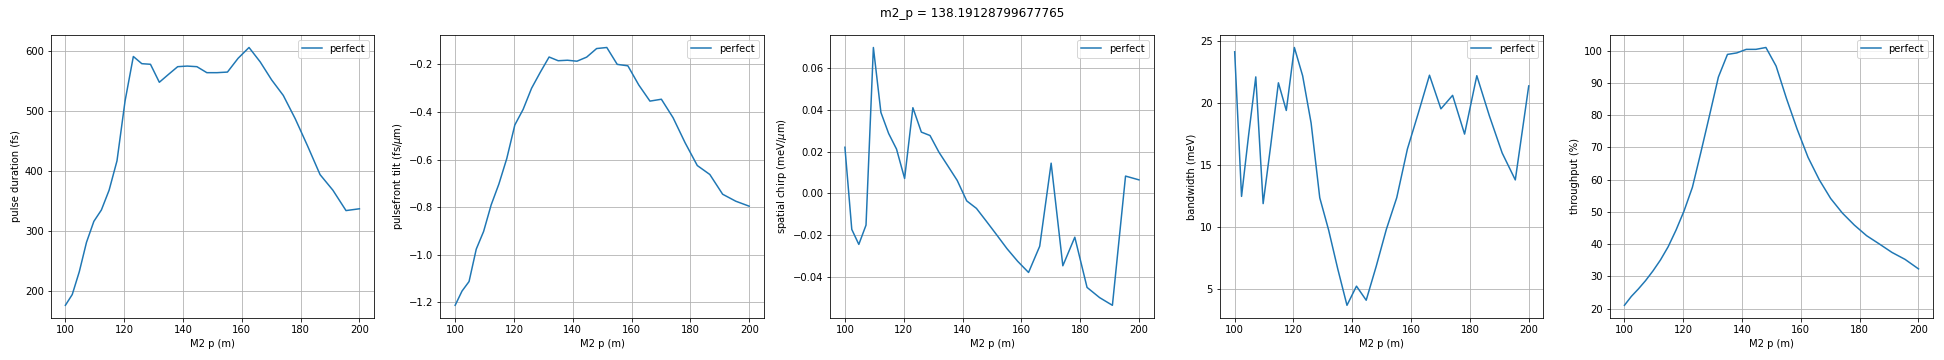 m2_p = 138.19128799677765
pulse duration (fs)
600
500
400
300
200
perfect
100 120 140 160 180 200
M2 p (m)
pulsefront tilt (fs/μm)
−0.2
−0.4
−0.6
−0.8
−1.0
−1.2
perfect
100 120 140 160 180 200
M2 p (m)
spatial chirp (meV/μm)
0.06
0.04
0.02
0.00
−0.02
−0.04
perfect
100 120 140 160 180 200
M2 p (m)
bandwidth (meV)
25
20
15
10
5
perfect
100 120 140 160 180 200
M2 p (m)
throughput (%)
100
90
80
70
60
50
40
30
20
perfect
100 120 140 160 180 200
M2 p (m)